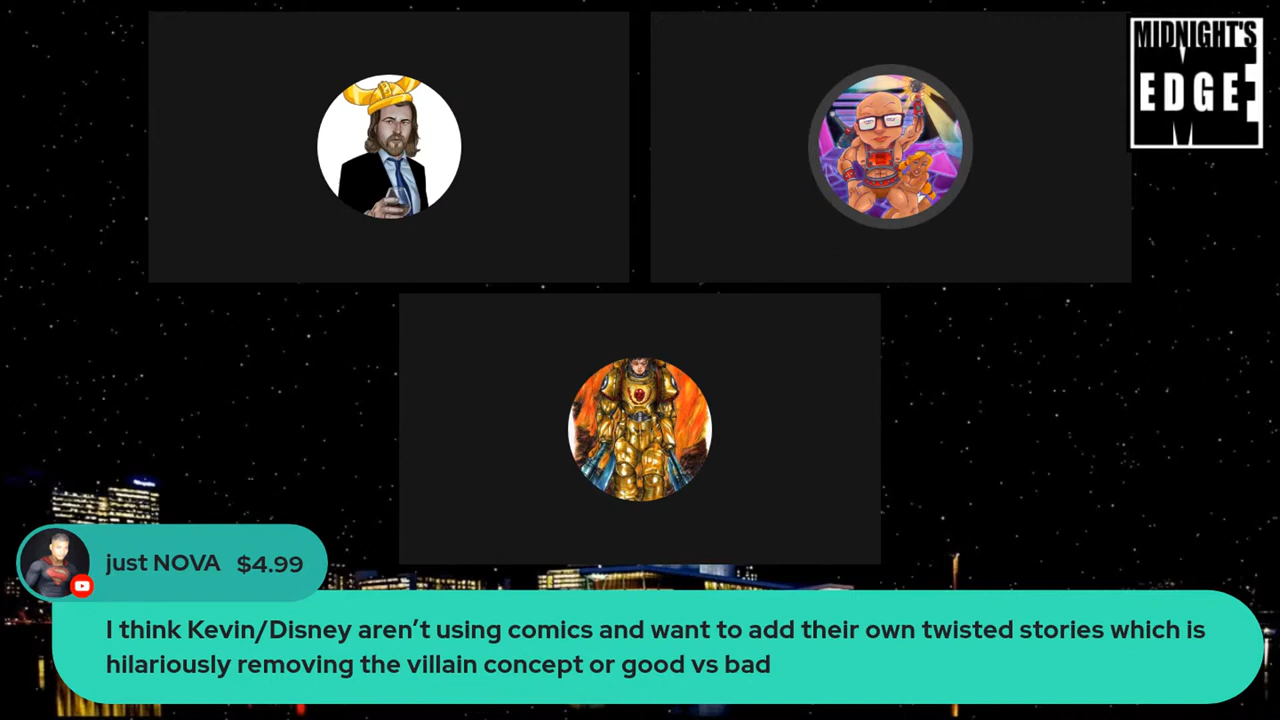 MIDNIGHT'S
EDGE
just NOVA $4.99
I think Kevin/Disney aren’t using comics and want to add their own twisted stories which is
hilariously removing the villain concept or good vs bad